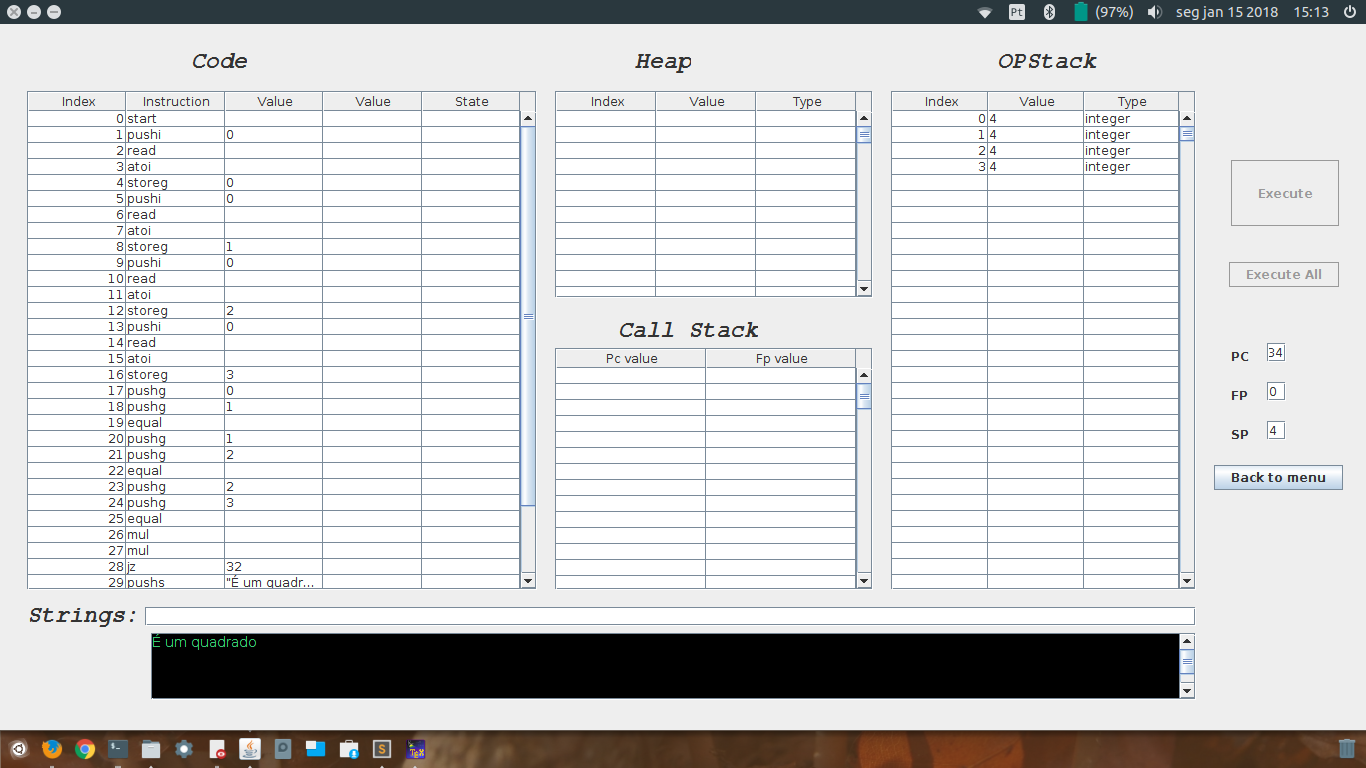 Pt (97%) seg jan 15 2018 15:13
Code Heap OPStack
Index Instruction Value Value State
0 start
1 pushi 0
2 read
3 atoi
4 storeg 0
5 pushi 0
6 read
7 atoi
8 storeg 1
9 pushi 0
10 read
11 atoi
12 storeg 2
13 pushi 0
14 read
15 atoi
16 storeg 3
17 pushg 0
18 pushg 1
19 equal
20 pushg 1
21 pushg 2
22 equal
23 pushg 2
24 pushg 3
25 equal
26 mul
27 mul
28 jz 32
29 pushs "É um quadr...
Index Value Type
Call Stack
Pc value Fp value
Index Value Type
0 4 integer
1 4 integer
2 4 integer
3 4 integer
Execute
Execute All
PC 34
FP 0
SP 4
Back to menu
Strings:
É um quadrado